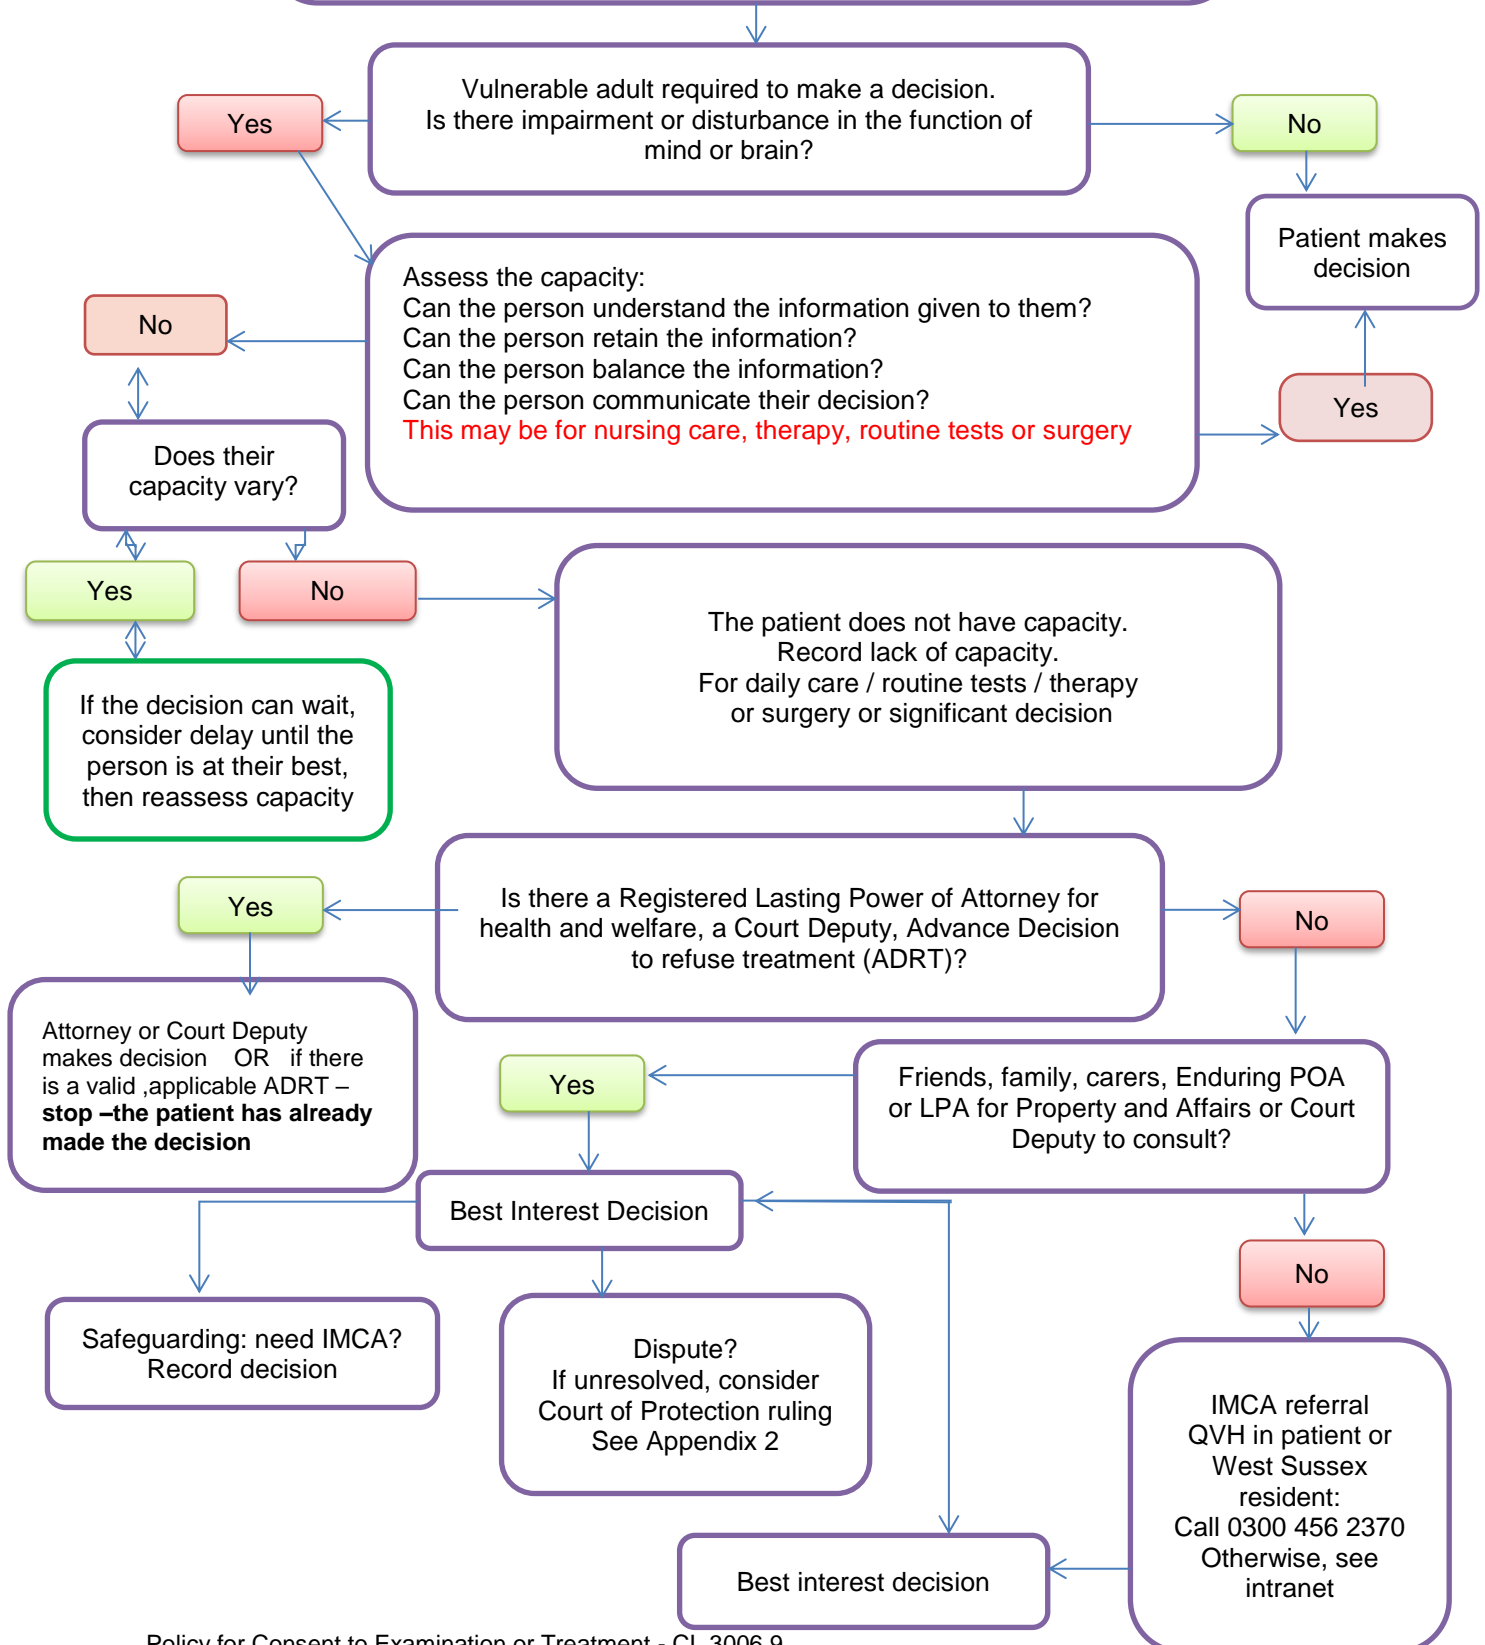 Vulnerable adult required to make a decision.
Is there impairment or disturbance in the function of
mind or brain?
Yes
No
Patient makes
decision
Assess the capacity:
Can the person understand the information given to them?
Can the person retain the information?
Can the person balance the information?
Can the person communicate their decision?
This may be for nursing care, therapy, routine tests or surgery
No
Yes
Does their
capacity vary?
Yes
No
The patient does not have capacity.
Record lack of capacity.
For daily care / routine tests / therapy
or surgery or significant decision
If the decision can wait,
consider delay until the
person is at their best,
then reassess capacity
Is there a Registered Lasting Power of Attorney for
health and welfare, a Court Deputy, Advance Decision
to refuse treatment (ADRT)?
Yes
No
Attorney or Court Deputy
makes decision OR if there
is a valid ,applicable ADRT –
stop –the patient has already
made the decision
Yes
Friends, family, carers, Enduring POA
or LPA for Property and Affairs or Court
Deputy to consult?
Best Interest Decision
No
Safeguarding: need IMCA?
Record decision
Dispute?
If unresolved, consider
Court of Protection ruling
See Appendix 2
IMCA referral
QVH in patient or
West Sussex
resident:
Call 0300 456 2370
Otherwise, see
intranet
Best interest decision
Policy for Consent to Examination or Treatment - CL.3006.9